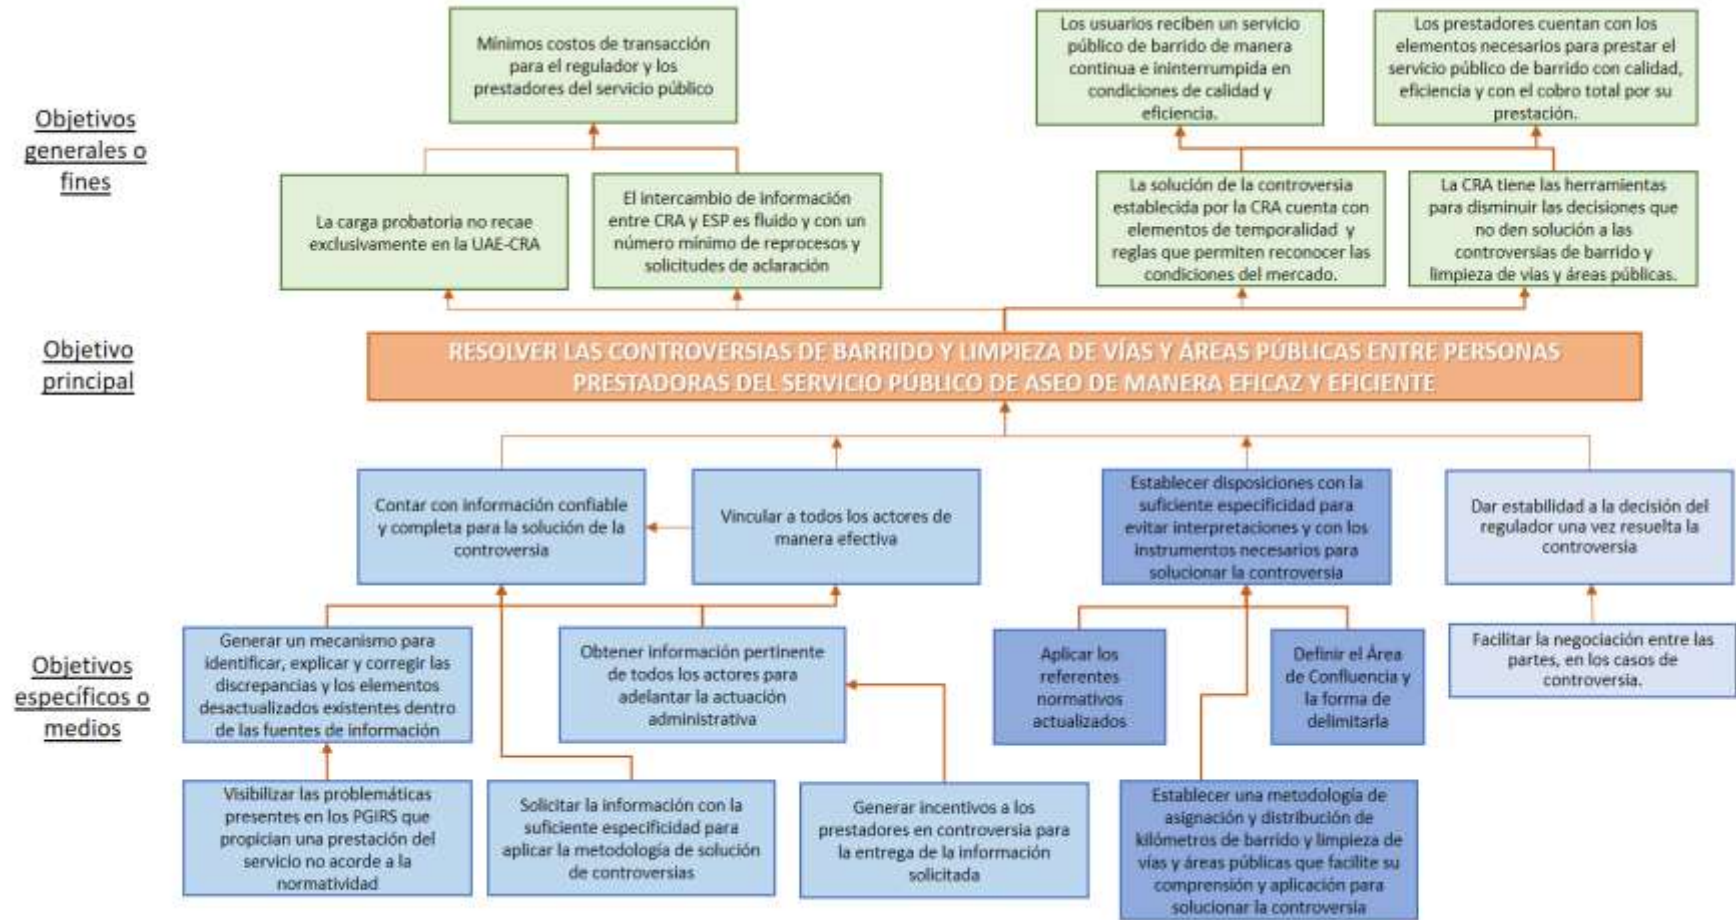 Objetivos
generales o
fines
Mínimos costos de transacción
para el regulador y los
prestadores del servicio público
Los usuarios reciben un servicio
público de barrido de manera
continua e ininterrumpida en
condiciones de calidad y
eficiencia.
Los prestadores cuentan con los
elementos necesarios para prestar el
servicio público de barrido con calidad,
eficiencia y con el cobro total por su
prestación.
La carga probatoria no recae
exclusivamente en la UAE-CRA
El intercambio de información
entre CRA y ESP es fluido y con un
número mínimo de reprocesos y
solicitudes de aclaración
La solución de la controversia
establecida por la CRA cuenta con
elementos de temporalidad y
reglas que permiten reconocer las
condiciones del mercado.
La CRA tiene las herramientas
para disminuir las decisiones que
no den solución a las
controversias de barrido y
limpieza de vías y áreas públicas.
Objetivo
principal
RESOLVER LAS CONTROVERSIAS DE BARRIDO Y LIMPIEZA DE VÍAS Y ÁREAS PÚBLICAS ENTRE PERSONAS
PRESTADORAS DEL SERVICIO PÚBLICO DE ASEO DE MANERA EFICAZ Y EFICIENTE
Contar con información confiable
y completa para la solución de la
controversia
Vincular a todos los actores de
manera efectiva
Establecer disposiciones con la
suficiente especificidad para
evitar interpretaciones y con los
instrumentos necesarios para
solucionar la controversia
Dar estabilidad a la decisión del
regulador una vez resuelta la
controversia
Objetivos
específicos o
medios
Generar un mecanismo para
identificar, explicar y corregir las
discrepancias y los elementos
desactualizados existentes dentro
de las fuentes de información
Obtener información pertinente
de todos los actores para
adelantar la actuación
administrativa
Aplicar los
referentes
normativos
actualizados
Definir el Área
de Confluencia y
la forma de
delimitarla
Facilitar la negociación entre las
partes, en los casos de
controversia.
Visibilizar las problemáticas
presentes en los PGIRS que
propician una prestación del
servicio no acorde a la
normatividad
Solicitar la información con la
suficiente especificidad para
aplicar la metodología de solución
de controversias
Generar incentivos a los
prestadores en controversia para
la entrega de la información
solicitada
Establecer una metodología de
asignación y distribución de
kilómetros de barrido y limpieza de
vías y áreas públicas que facilite su
comprensión y aplicación para
solucionar la controversia